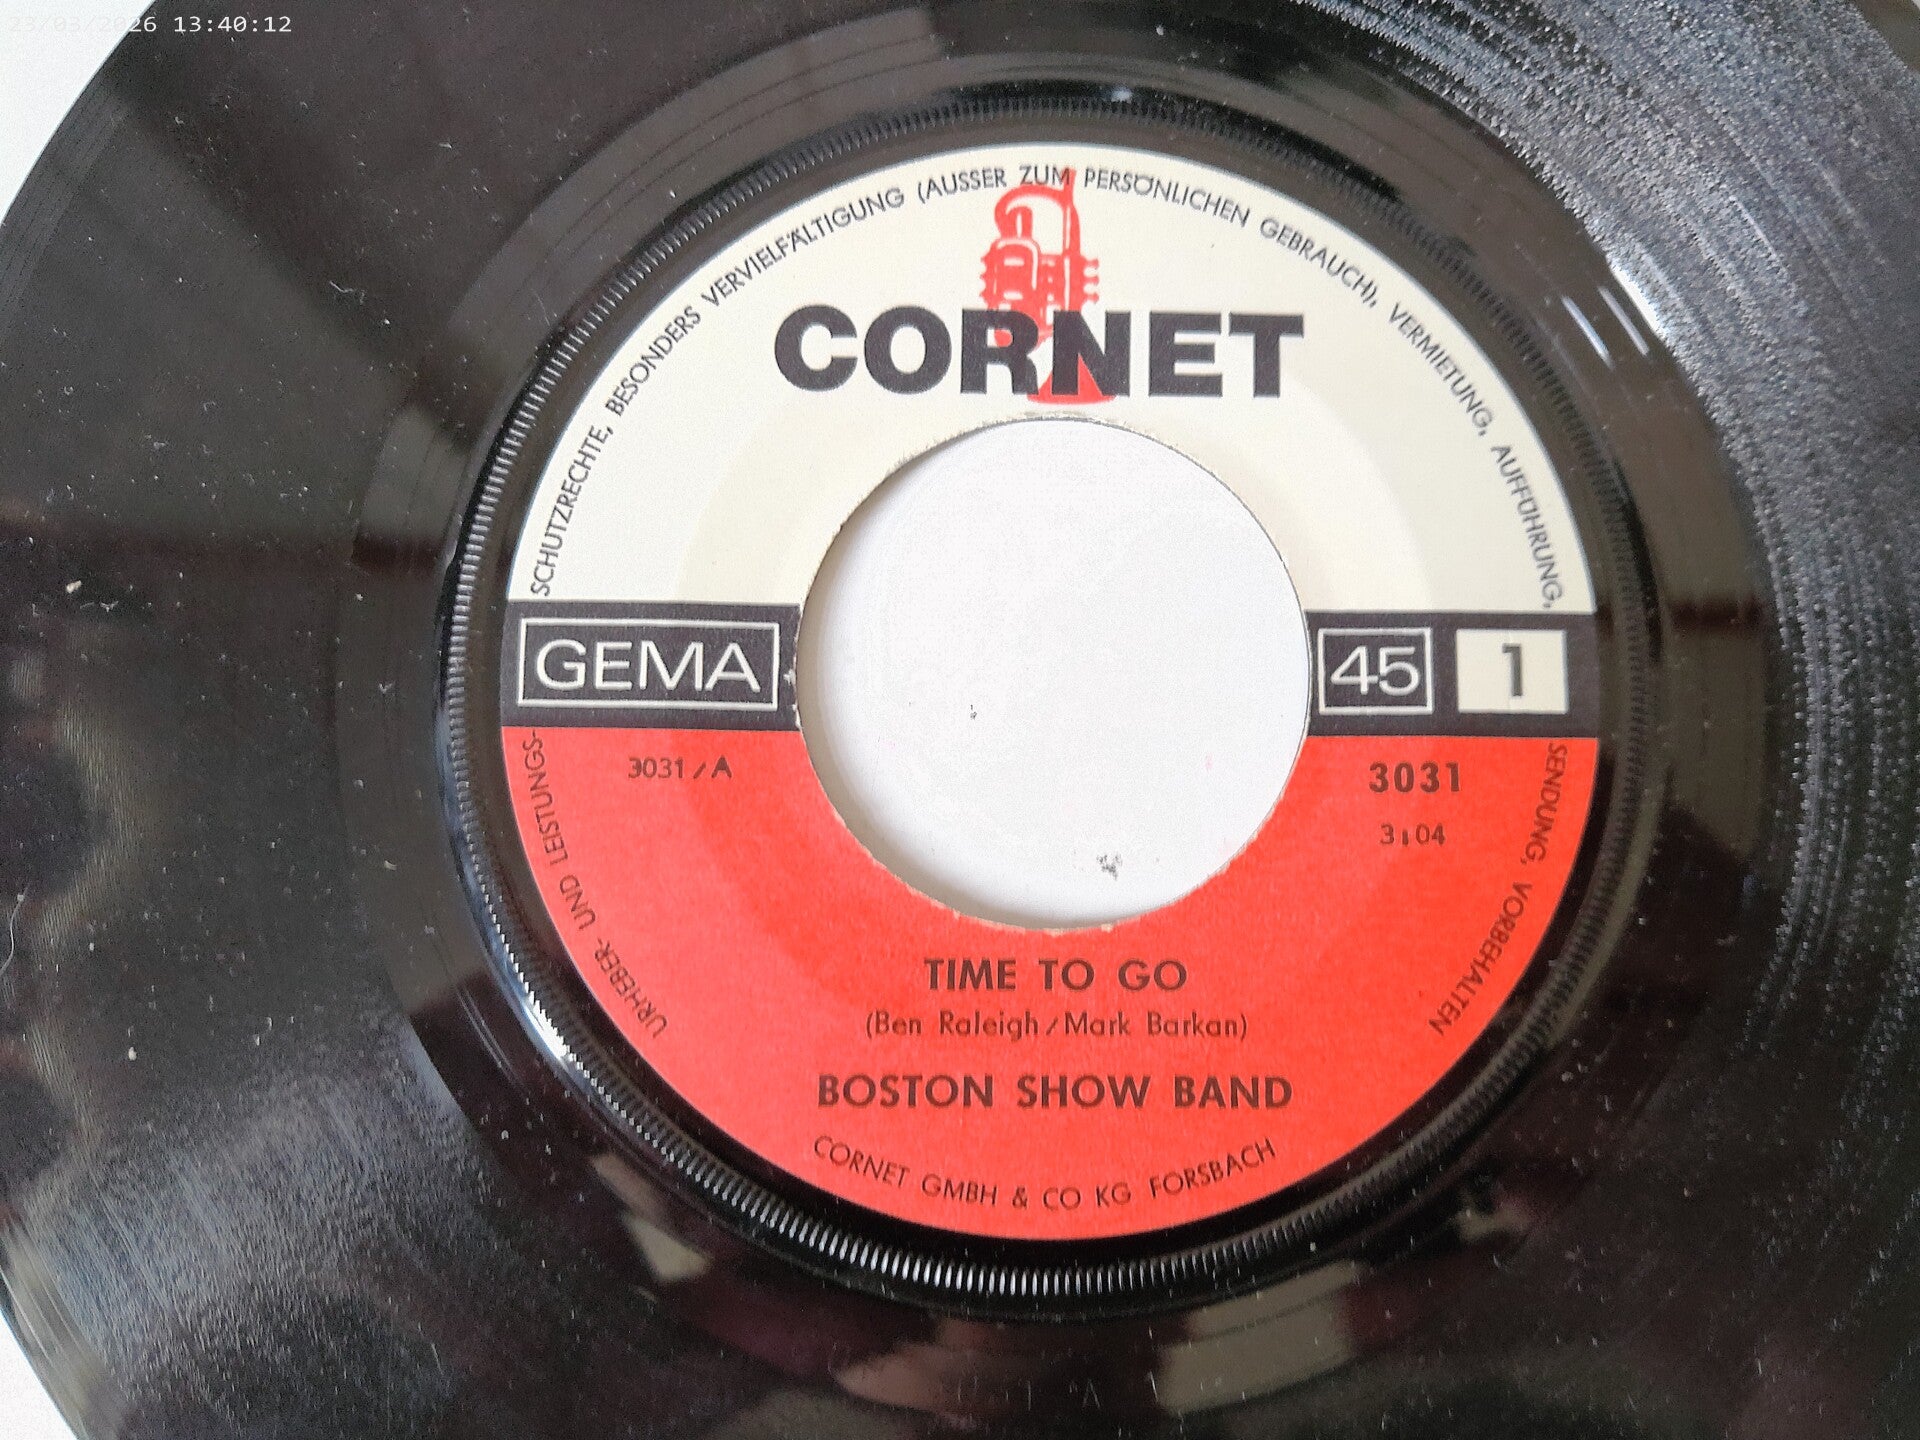 23/03/2026 13:40:12
URHEBER- UND LEISTUNGS-SCHUTZRECHTE, BESONDERS VERVIELFÄLTIGUNG (AUSSER ZUM PERSÖNLICHEN GEBRAUCH), VERMIETUNG, AUFFÜHRUNG, SENDUNG, VORBEHALTEN
CORNET
GEMA
45
1
3031/A
3031
3:04
TIME TO GO
(Ben Raleigh/Mark Barkan)
BOSTON SHOW BAND
CORNET GMBH & CO KG FORSBACH